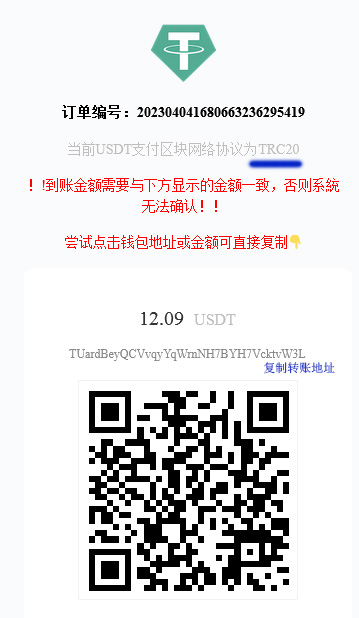 订单编号：202304041680663236295419
当前USDT支付区块网络协议为TRC20
！!到账金额需要与下方显示的金额一致，否则系統
无法确认！！
尝试点击钱包地址或金额可直接复制👇
12.09 USDT
TUardBeyQCVvqyYqWrnNH7BYH7VcktvW3L
复制转账地址